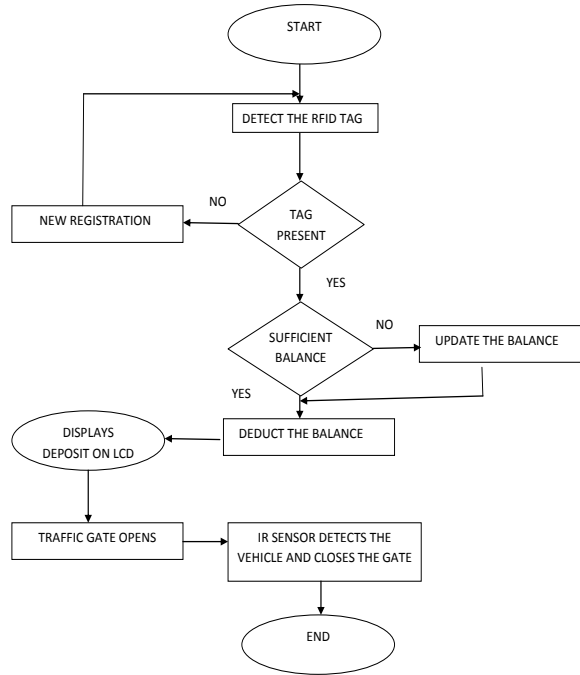 START
DETECT THE RFID TAG
NO
NEW REGISTRATION
TAG
PRESENT
YES
SUFFICIENT
BALANCE
NO
UPDATE THE BALANCE
YES
DEDUCT THE BALANCE
DISPLAYS
DEPOSIT ON LCD
TRAFFIC GATE OPENS
IR SENSOR DETECTS THE
VEHICLE AND CLOSES THE GATE
END